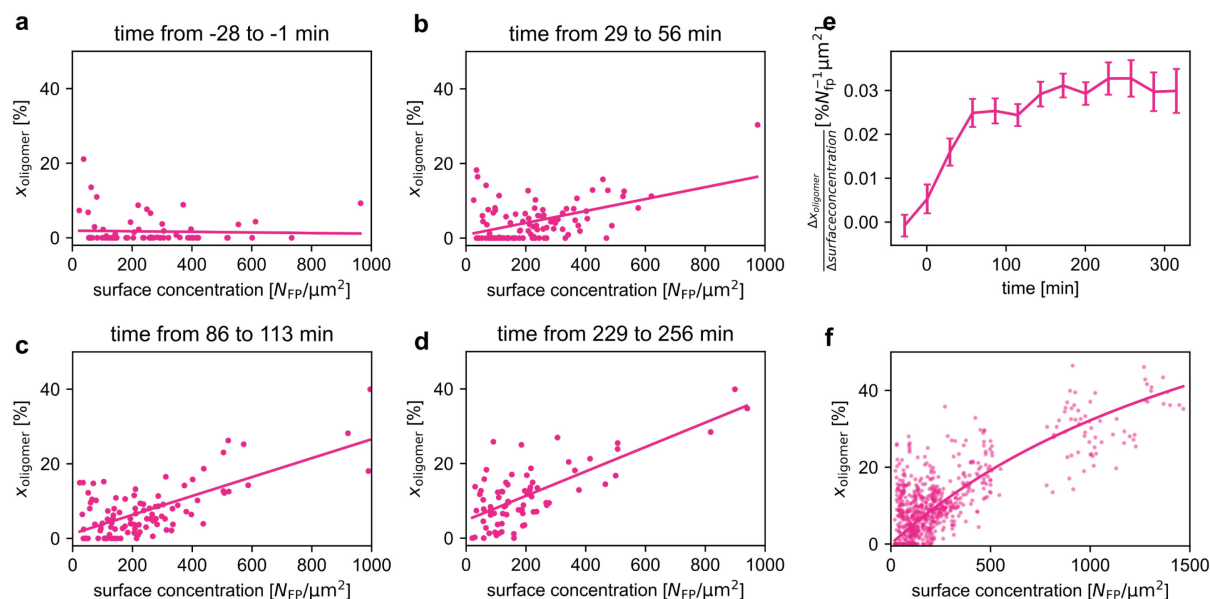 a
time from -28 to -1 min
x_oligomer [%]
40
20
0
0 200 400 600 800 1000
surface concentration [N_FP/μm²]
b
time from 29 to 56 min
x_oligomer [%]
40
20
0
0 200 400 600 800 1000
surface concentration [N_FP/μm²]
e
Δx_oligomer
Δsurfaceconcentration
[%N_fp⁻¹μm²]
0.03
0.02
0.01
0.00
0 100 200 300
time [min]
c
time from 86 to 113 min
x_oligomer [%]
40
20
0
0 200 400 600 800 1000
surface concentration [N_FP/μm²]
d
time from 229 to 256 min
x_oligomer [%]
40
20
0
0 200 400 600 800 1000
surface concentration [N_FP/μm²]
f
x_oligomer [%]
40
20
0
0 500 1000 1500
surface concentration [N_FP/μm²]